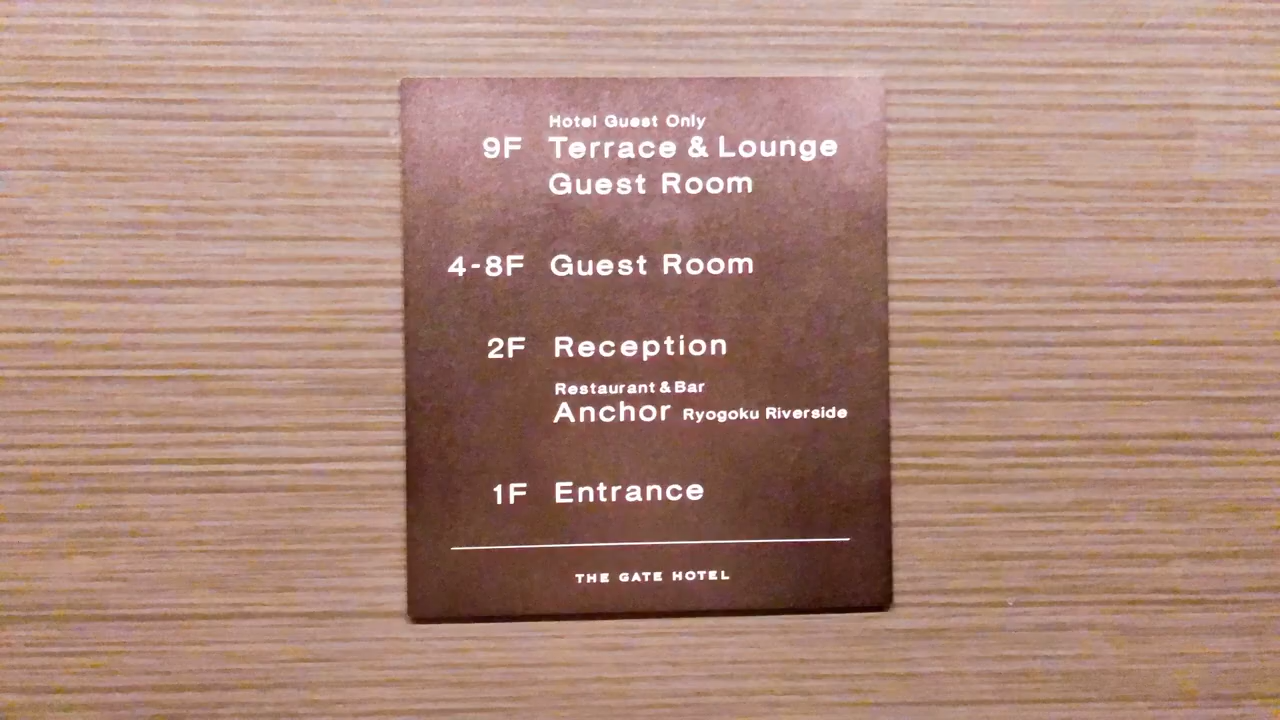 Hotel Guest Only
9F Terrace & Lounge
Guest Room
4-8F Guest Room
2F Reception
Restaurant & Bar
Anchor Ryogoku Riverside
1F Entrance
THE GATE HOTEL